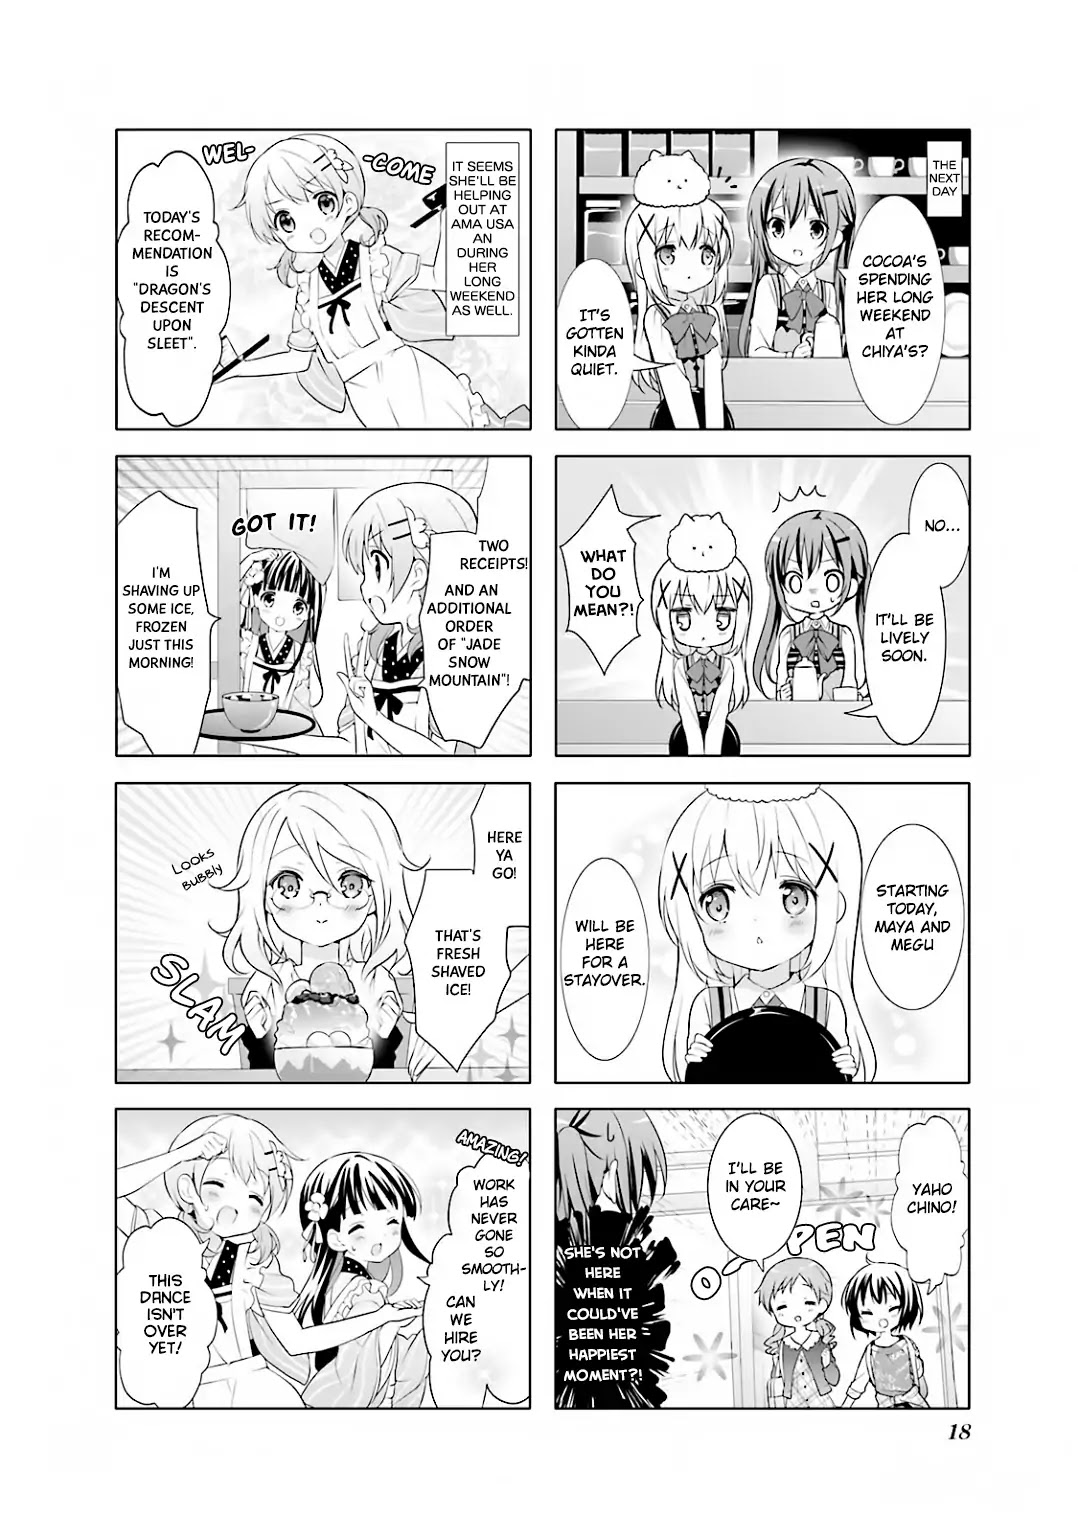 THE
NEXT
DAY
COCOA'S
SPENDING
HER LONG
WEEKEND
AT
CHIYA'S?
IT'S
GOTTEN
KINDA
QUIET.
NO...
IT'LL BE
LIVELY
SOON.
WHAT
DO
YOU
MEAN?!
STARTING
TODAY,
MAYA AND
MEGU
WILL BE
HERE
FOR A
STAYOVER.
YAHO
CHINO!
I'LL BE
IN YOUR
CARE~
OPEN
SHE'S NOT
HERE
WHEN IT
COULD'VE
BEEN HER
HAPPIEST
MOMENT?!
IT SEEMS
SHE'LL BE
HELPING
OUT AT
AMA USA
AN
DURING
HER
LONG
WEEKEND
AS WELL.
WEL-
-COME
TODAY'S
RECOM-
MENDATION
IS
"DRAGON'S
DESCENT
UPON
SLEET".
TWO
RECEIPTS!
AND AN
ADDITIONAL
ORDER
OF "JADE
SNOW
MOUNTAIN"!
GOT IT!
I'M
SHAVING UP
SOME ICE,
FROZEN
JUST THIS
MORNING!
HERE
YA
GO!
THAT'S
FRESH
SHAVED
ICE!
LOOKS
BUBBLY
SLAM
AMAZING!
WORK
HAS
NEVER
GONE
SO
SMOOTH-
LY!
CAN
WE
HIRE
YOU?
THIS
DANCE
ISN'T
OVER
YET!
18